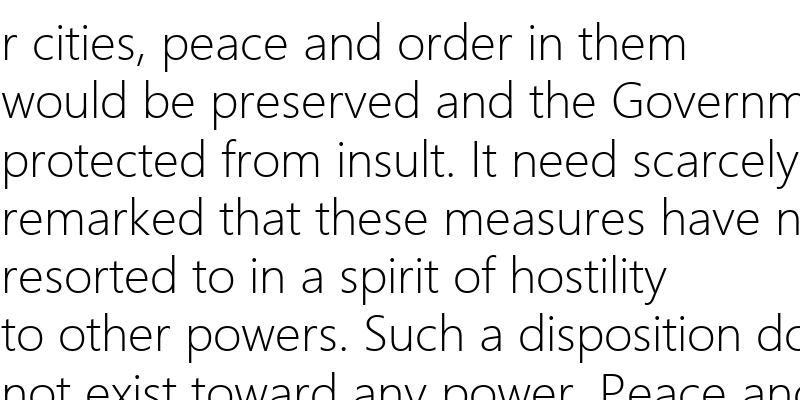 r cities, peace and order in them
would be preserved and the Governm
protected from insult. It need scarcely
remarked that these measures have n
resorted to in a spirit of hostility
to other powers. Such a disposition do
not exist toward any power. Peace and